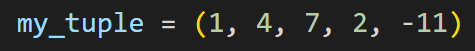 my_tuple = (1, 4, 7, 2, -11)